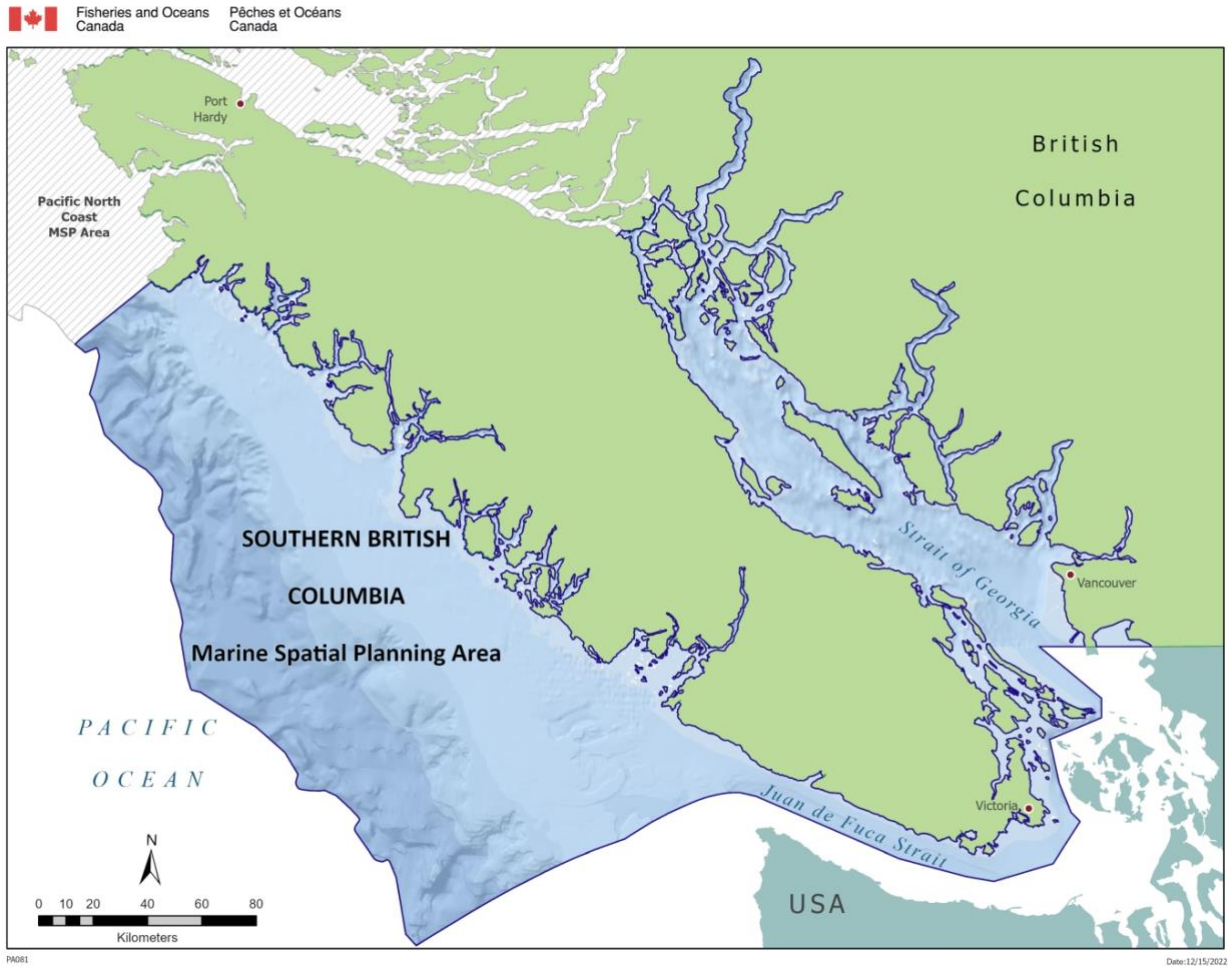 Fisheries and Oceans
Canada
Pêches et Océans
Canada
Port
Hardy
British
Columbia
Pacific North
Coast
MSP Area
SOUTHERN BRITISH
COLUMBIA
Marine Spatial Planning Area
Strait of Georgia
Vancouver
PACIFIC
OCEAN
Juan de Fuca Strait
Victoria
USA
N
0 10 20 40 60 80
Kilometers
PA081
Date:12/15/2022